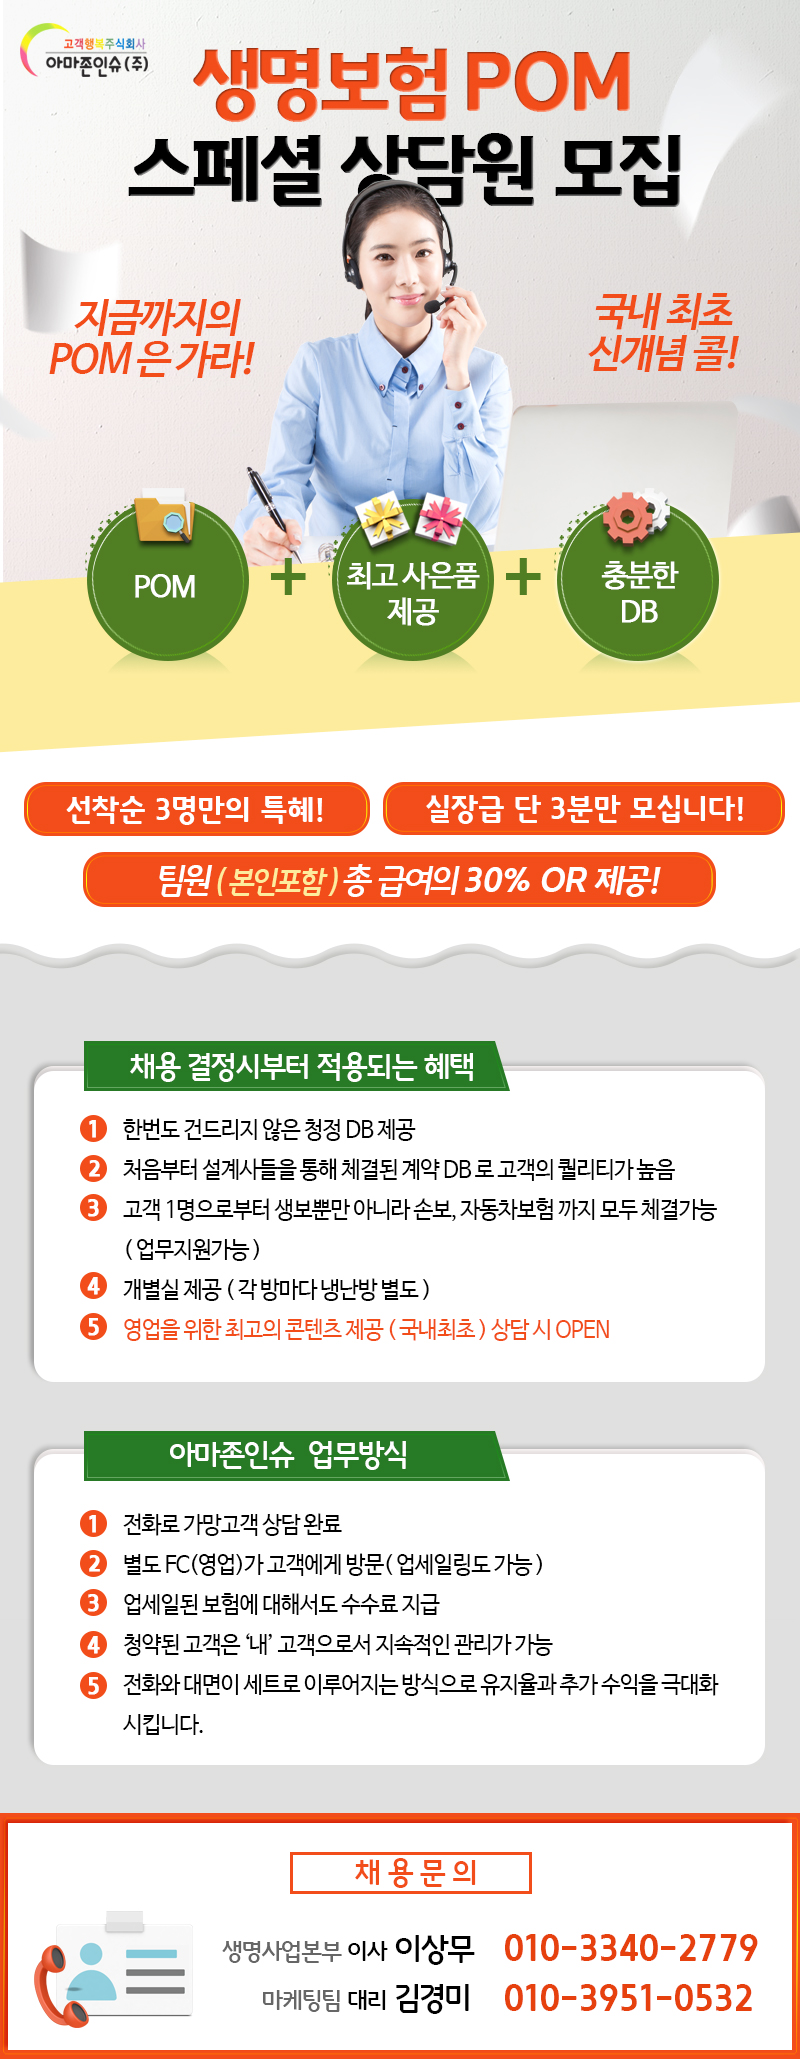 고객행복주식회사
아마존인슈(주)
생명보험 POM
스페셜 상담원 모집
지금까지의
POM 은 가라!
국내 최초
신개념 콜!
POM
+
최고 사은품
제공
+
충분한
DB
선착순 3명만의 특혜!
실장급 단 3분만 모십니다!
팀원 ( 본인포함 ) 총 급여의 30% OR 제공!
채용 결정시부터 적용되는 혜택
1 한번도 건드리지 않은 청정 DB 제공
2 처음부터 설계사들을 통해 체결된 계약 DB 로 고객의 퀄리티가 높음
3 고객 1명으로부터 생보뿐만 아니라 손보, 자동차보험 까지 모두 체결가능
( 업무지원가능 )
4 개별실 제공 ( 각 방마다 냉난방 별도 )
5 영업을 위한 최고의 콘텐츠 제공 ( 국내최초 ) 상담 시 OPEN
아마존인슈 업무방식
1 전화로 가망고객 상담 완료
2 별도 FC(영업)가 고객에게 방문( 업세일링도 가능 )
3 업세일된 보험에 대해서도 수수료 지급
4 청약된 고객은 ‘내’ 고객으로서 지속적인 관리가 가능
5 전화와 대면이 세트로 이루어지는 방식으로 유지율과 추가 수익을 극대화
시킵니다.
채 용 문 의
생명사업본부 이사 이상무 010-3340-2779
마케팅팀 대리 김경미 010-3951-0532